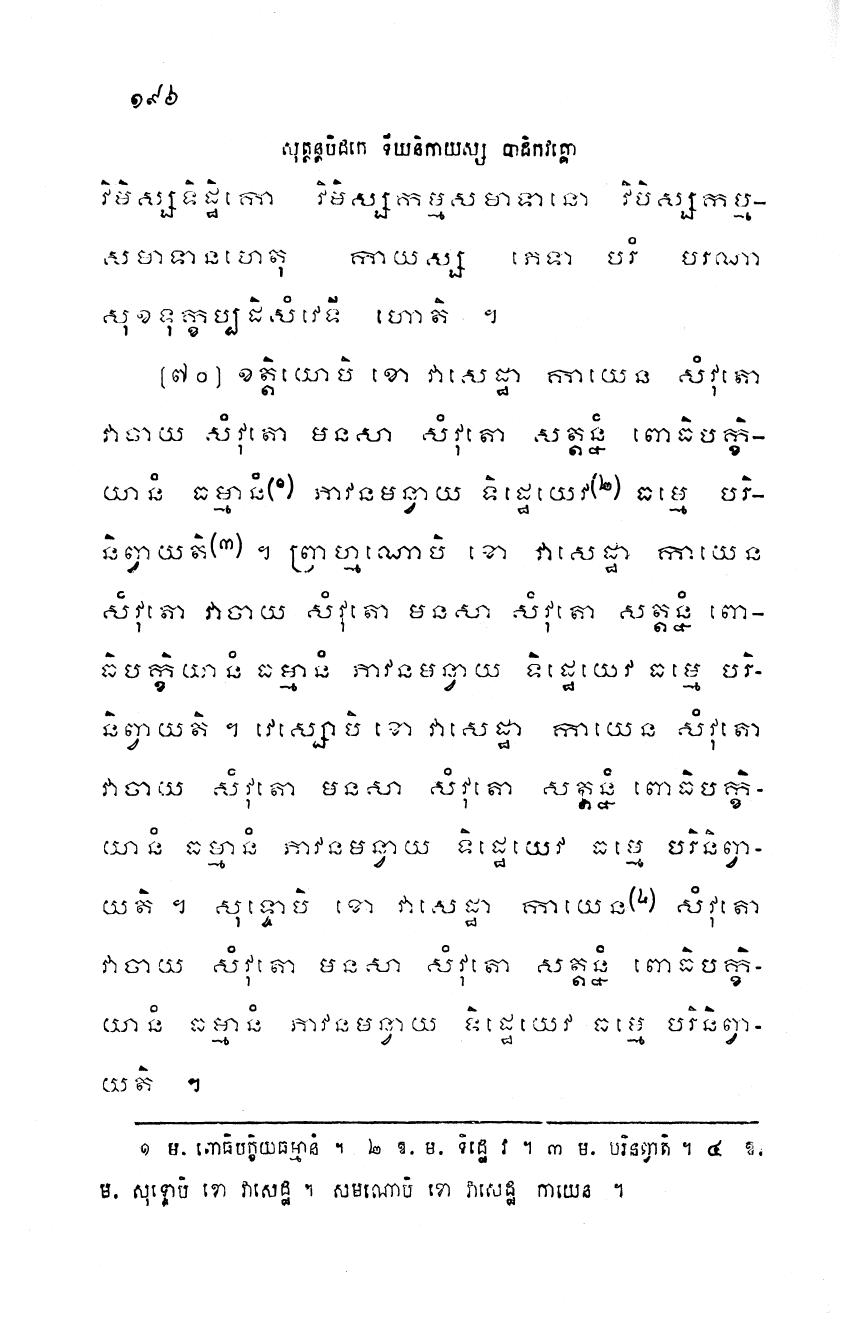 ១៩៦
សុត្តន្តបិដកេ ទីឃនិកាយស្ស បាដិកវគ្គោ
វិមិស្សទិដ្ឋិកោ វិមិស្សកម្មសមាទានោ វិមិស្សកម្ម-
សមាទានហេតុ កាយស្ស ភេទា បរំ មរណា
សុខទុក្ខប្បដិសំវេទី ហោតិ ។
(៧០) ខត្តិយោបិ ខោ វាសេដ្ឋា កាយេន សំវុតោ
វាចាយ សំវុតោ មនសា សំវុតោ សត្តន្នំ ពោធិបក្ខិ-
យានំ ធម្មានំ(១) ភាវនមន្វាយ ទិដ្ឋេយេវ(២) ធម្មេ បរិ-
និព្វាយតិ(៣) ។ ព្រាហ្មណោបិ ខោ វាសេដ្ឋា កាយេន
សំវុតោ វាចាយ សំវុតោ មនសា សំវុតោ សត្តន្នំ ពោ-
ធិបក្ខិយានំ ធម្មានំ ភាវនមន្វាយ ទិដ្ឋេយេវ ធម្មេ បរិ-
និព្វាយតិ ។ វេស្សោបិ ខោ វាសេដ្ឋា កាយេន សំវុតោ
វាចាយ សំវុតោ មនសា សំវុតោ សត្តន្នំ ពោធិបក្ខិ-
យានំ ធម្មានំ ភាវនមន្វាយ ទិដ្ឋេយេវ ធម្មេ បរិនិព្វា-
យតិ ។ សុទ្ទោបិ ខោ វាសេដ្ឋា កាយេន(៤) សំវុតោ
វាចាយ សំវុតោ មនសា សំវុតោ សត្តន្នំ ពោធិបក្ខិ-
យានំ ធម្មានំ ភាវនមន្វាយ ទិដ្ឋេយេវ ធម្មេ បរិនិព្វា-
យតិ ៗ
១ ម. ពោធិបក្ខិយធម្មានំ ។ ២ ឱ. ម. ទិដ្ឋេ វ ។ ៣ ម. បរិនព្វាតិ ។ ៤ ឱ.
ម. សុទ្ទោបិ ខោ វាសេដ្ឋ ។ សមណោបិ ខោ វាសេដ្ឋ កាយេន ។